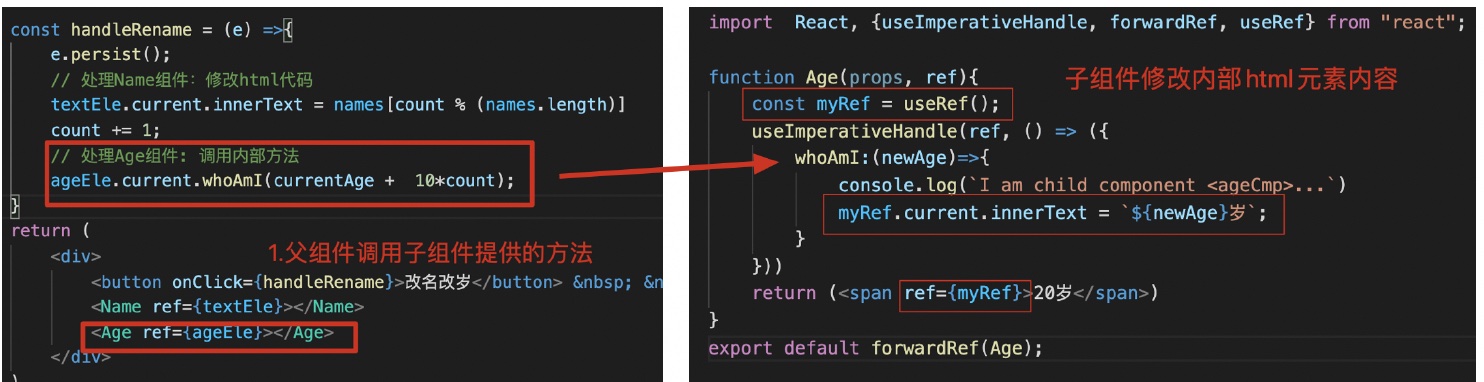 const handleRename = (e) =>{
e.persist();
// 处理Name组件: 修改html代码
textEle.current.innerText = names[count % (names.length)]
count += 1;
// 处理Age组件: 调用内部方法
ageEle.current.whoAmI(currentAge +  10*count);
}
return (
1.父组件调用子组件提供的方法
<div>
<button onClick={handleRename}>改名改岁</button> &nbsp; &n
<Name ref={textEle}></Name>
<Age ref={ageEle}></Age>
</div>
import  React, {useImperativeHandle, forwardRef, useRef} from "react";
function Age(props, ref){
子组件修改内部html元素内容
const myRef = useRef();
useImperativeHandle(ref, () => ({
whoAmI:(newAge)=>{
console.log(`I am child component <ageCmp>...`)
myRef.current.innerText = `${newAge}岁`;
}
}))
return (<span ref={myRef}>20岁</span>)
}
export default forwardRef(Age);